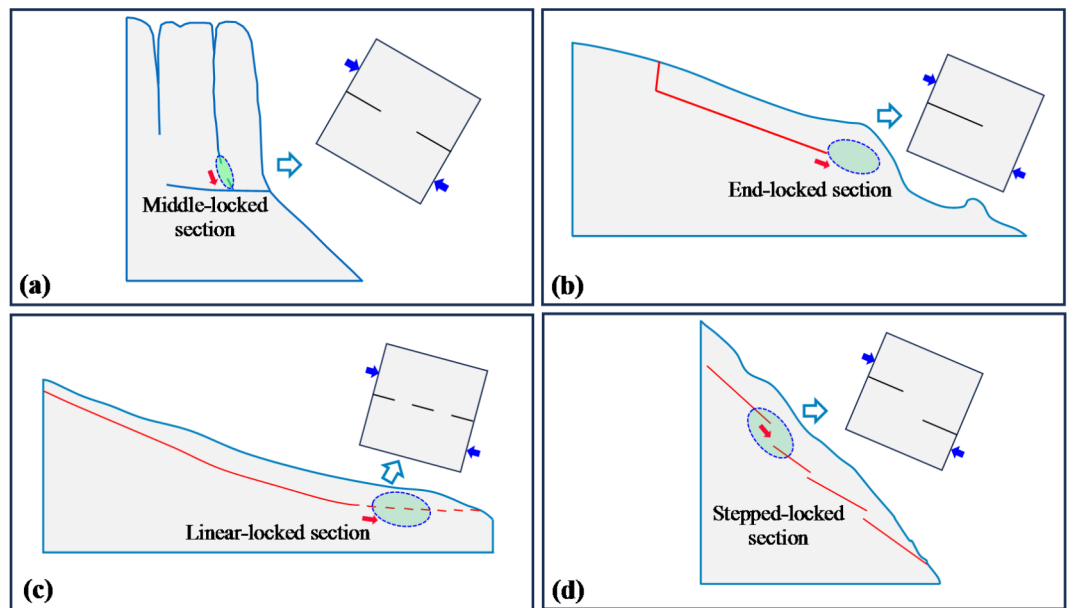 Middle-locked
section
(a)
End-locked section
(b)
Linear-locked section
(c)
Stepped-locked
section
(d)